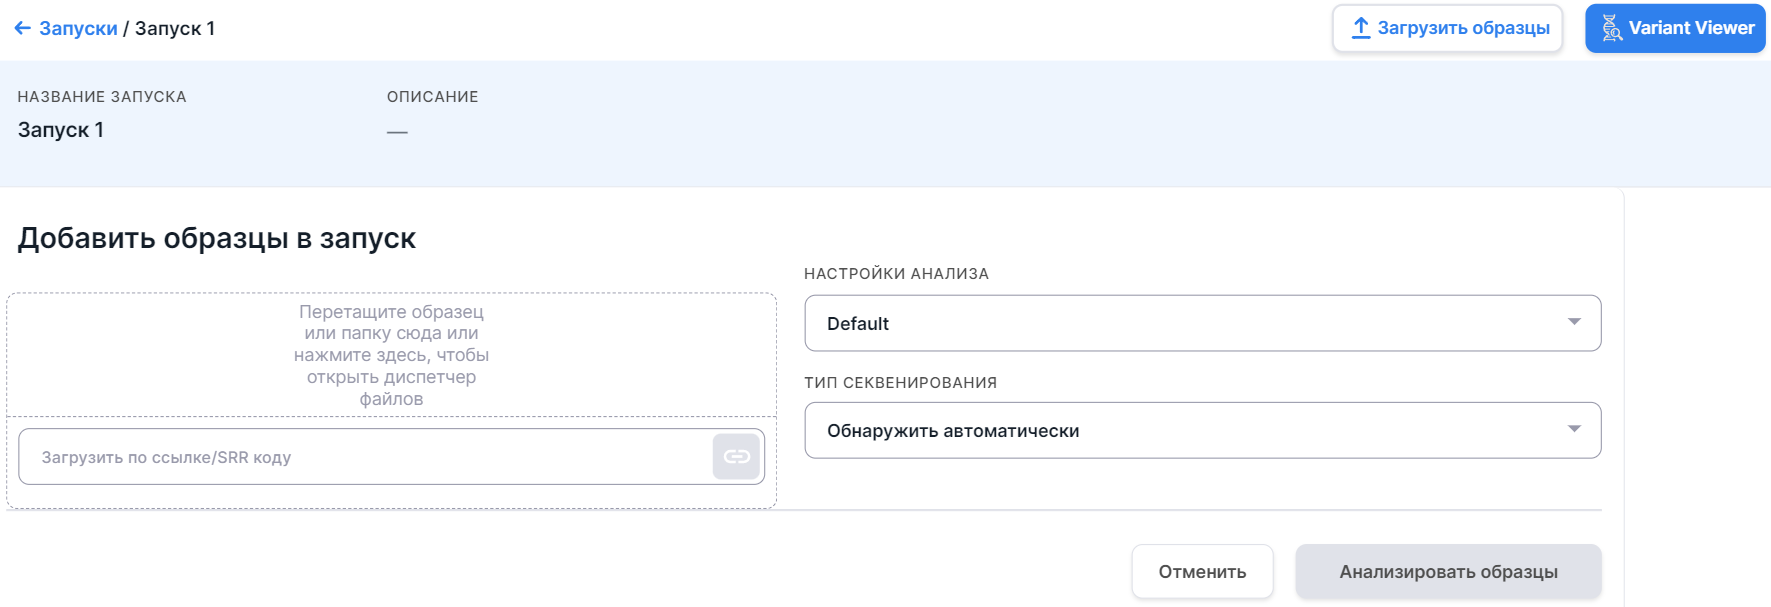 Запуски / Запуск 1
Загрузить образцы
Variant Viewer
НАЗВАНИЕ ЗАПУСКА
ОПИСАНИЕ
Запуск 1
—
Добавить образцы в запуск
Перетащите образец
или папку сюда или
нажмите здесь, чтобы
открыть диспетчер
файлов
Загрузить по ссылке/SRR коду
НАСТРОЙКИ АНАЛИЗА
Default
ТИП СЕКВЕНИРОВАНИЯ
Обнаружить автоматически
Отменить
Анализировать образцы